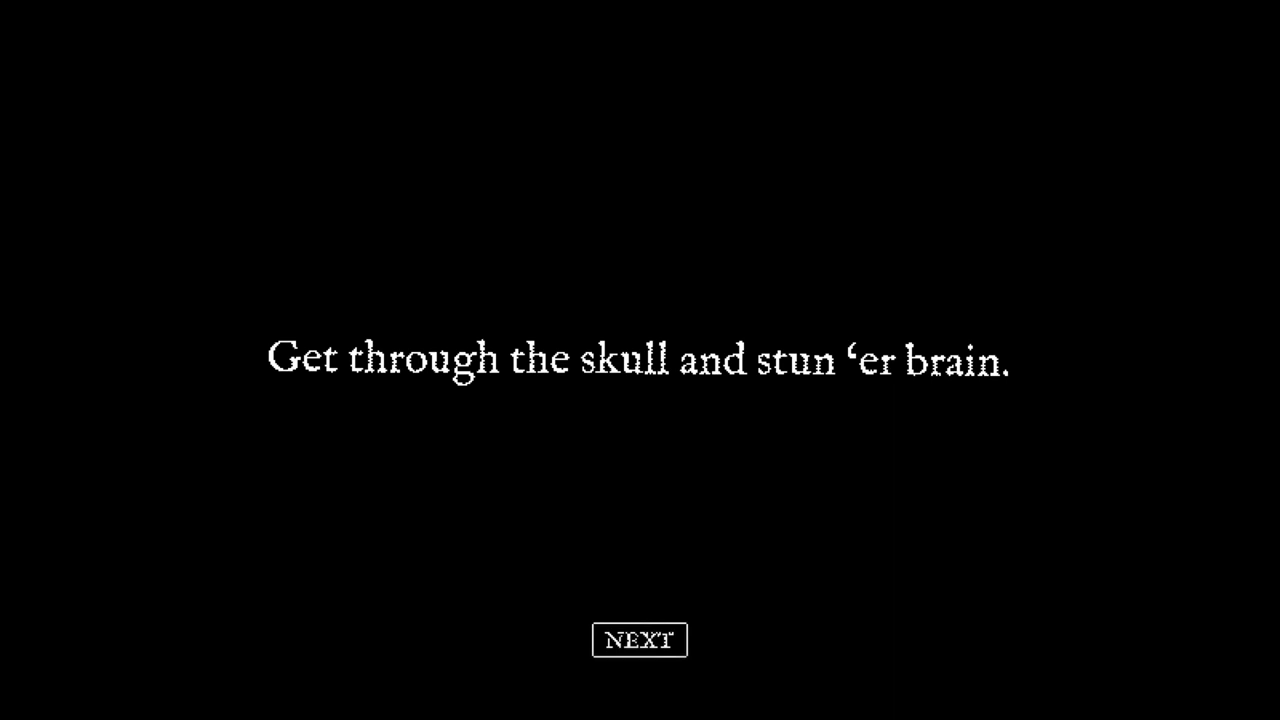 Get through the skull and stun ‘er brain.
NEXT